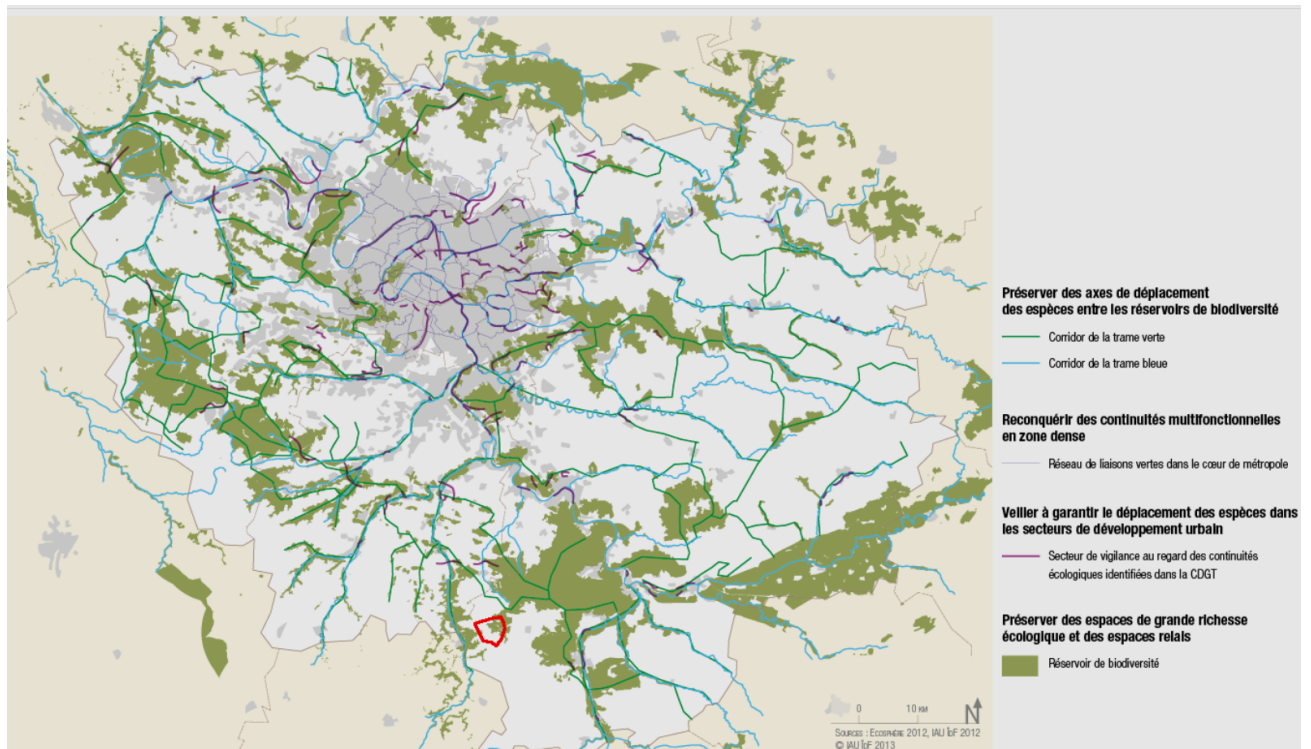 Préserver des axes de déplacement
des espèces entre les réservoirs de biodiversité
Corridor de la trame verte
Corridor de la trame bleue
Reconquérir des continuités multifonctionnelles
en zone dense
Réseau de liaisons vertes dans le cœur de métropole
Veiller à garantir le déplacement des espèces dans
les secteurs de développement urbain
Secteur de vigilance au regard des continuités
écologiques identifiées dans la CDGT
Préserver des espaces de grande richesse
écologique et des espaces relais
Réservoir de biodiversité
0 10 KM
N
SOURCES : ECOSPHÈRE 2012, IAU ÎDF 2012
© IAU ÎDF 2013